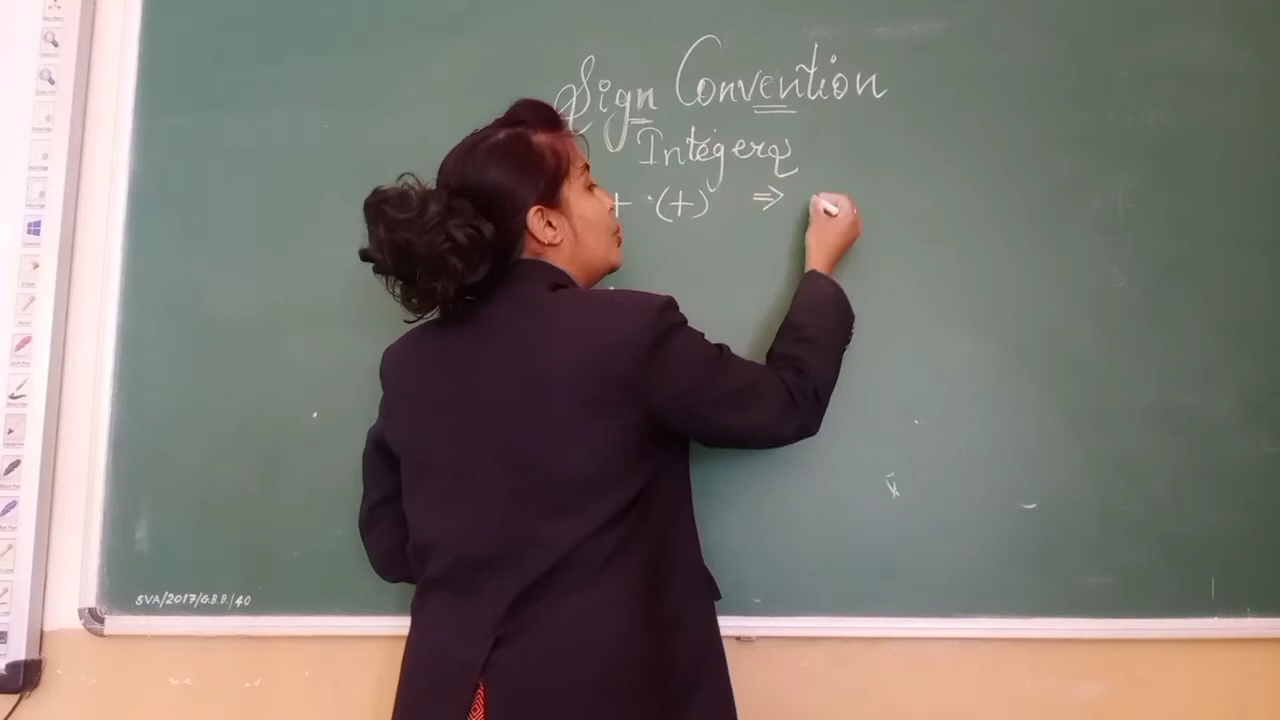 Sign Convention
Integers
+ ·(+) ⇒
SVA/2017/G.B.B./40